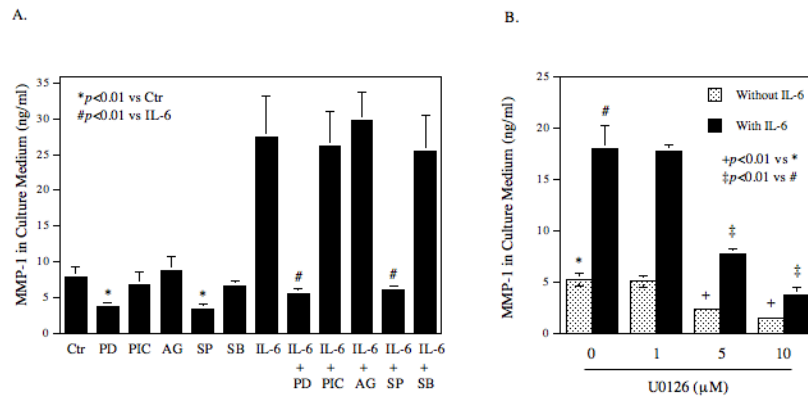 A.
MMP-1 in Culture Medium (ng/ml)
35
30
25
20
15
10
5
0
*p<0.01 vs Ctr
#p<0.01 vs IL-6
*
*
#
#
Ctr PD PIC AG SP SB IL-6 IL-6 IL-6 IL-6 IL-6 IL-6
+ + + + +
PD PIC AG SP SB
B.
MMP-1 in Culture Medium (ng/ml)
25
20
15
10
5
0
Without IL-6
With IL-6
+p<0.01 vs *
‡p<0.01 vs #
#
*
‡
+
‡
+
0 1 5 10
U0126 (μM)